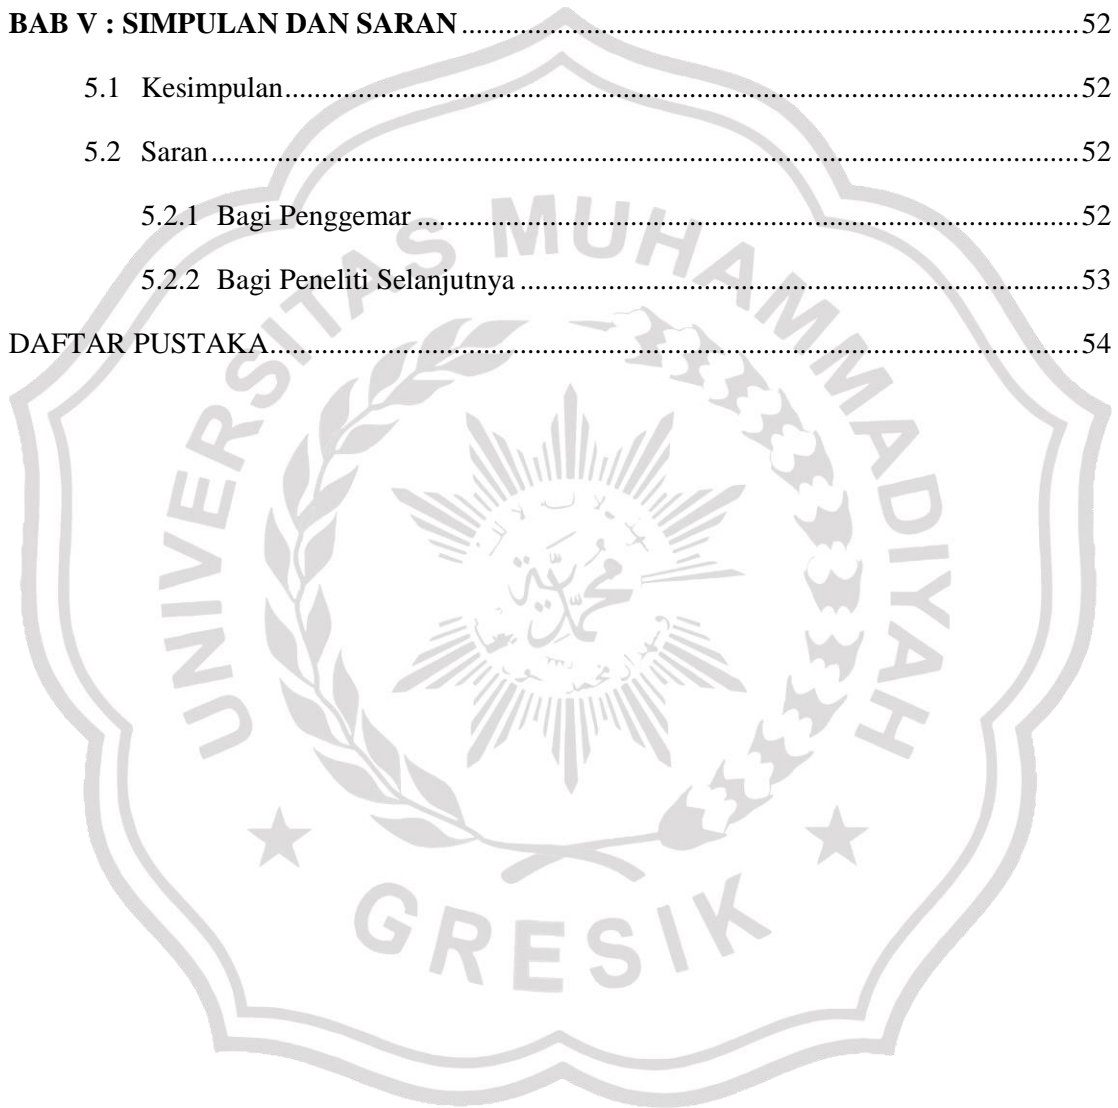 BAB V : SIMPULAN DAN SARAN ........................................................................................ 52
5.1 Kesimpulan ............................................................................................................. 52
5.2 Saran ....................................................................................................................... 52
5.2.1 Bagi Penggemar ........................................................................................... 52
5.2.2 Bagi Peneliti Selanjutnya ............................................................................. 53
DAFTAR PUSTAKA ................................................................................................................ 54
UNIVERSITAS MUHAMMADIYAH
GRESIK